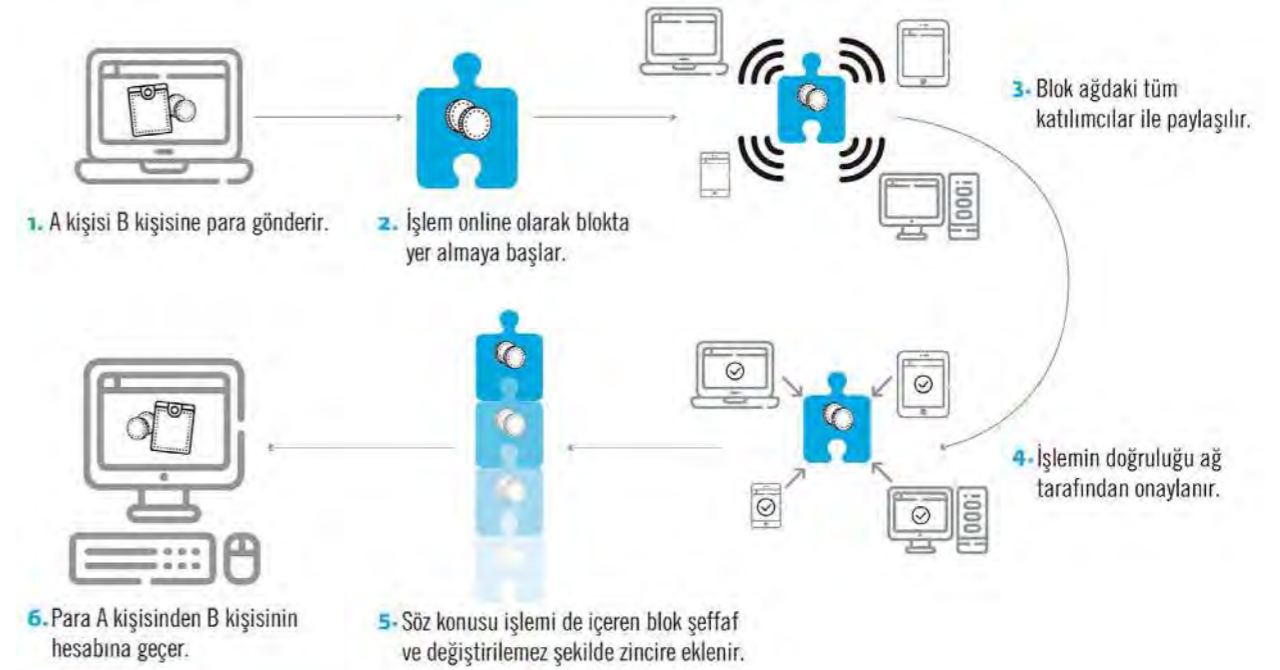 1. A kişisi B kişisine para gönderir.
2. İşlem online olarak blokta
yer almaya başlar.
3. Blok ağdaki tüm
katılımcılar ile paylaşılır.
4. İşlemin doğruluğu ağ
tarafından onaylanır.
5. Söz konusu işlemi de içeren blok şeffaf
ve değiştirilemez şekilde zincire eklenir.
6. Para A kişisinden B kişisinin
hesabına geçer.